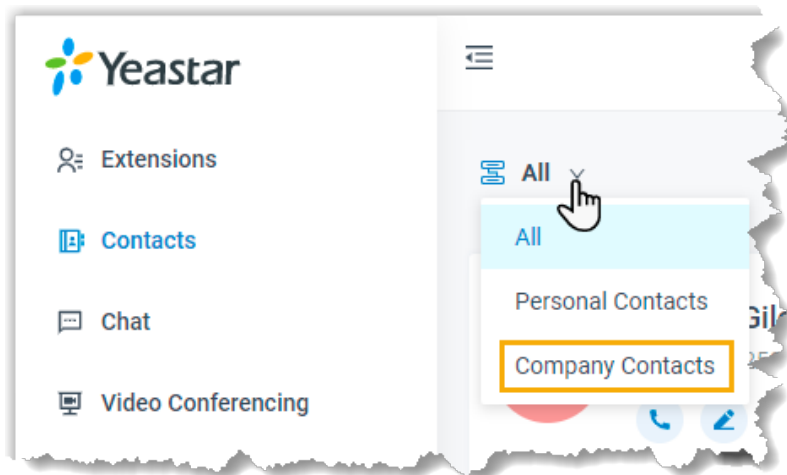 Yeastar
Extensions
All
Contacts
All
Personal Contacts
Chat
Company Contacts
Video Conferencing